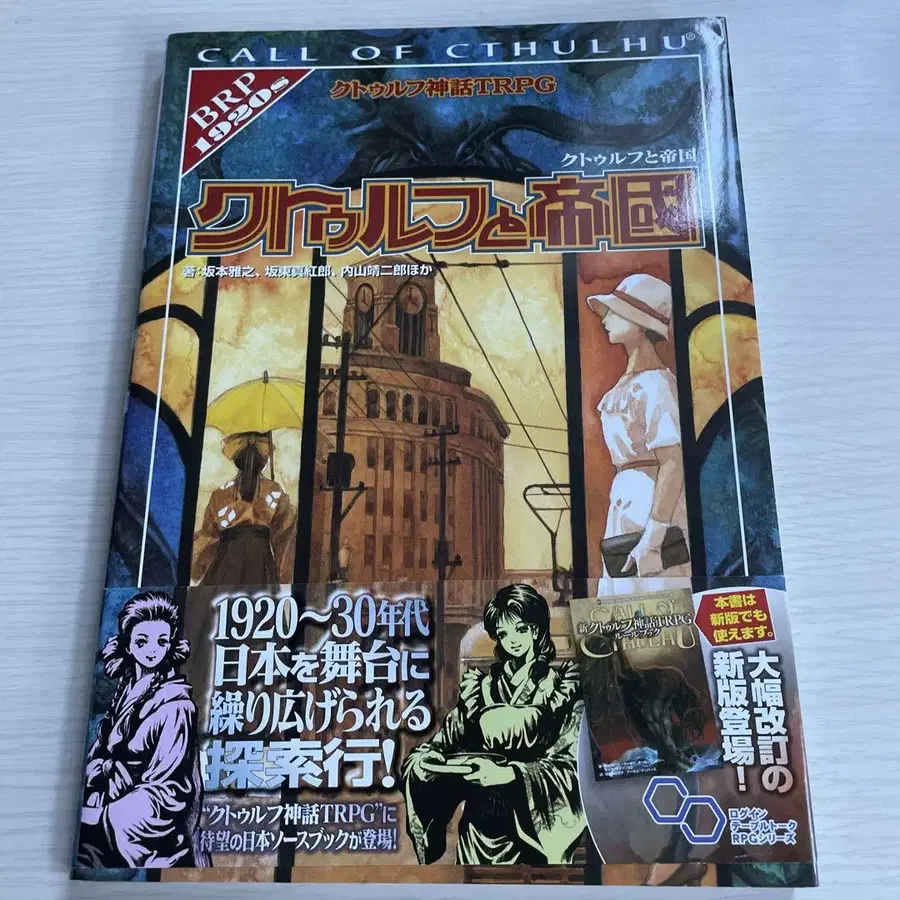 CALL OF CTHULHU®
BRP
1920s
クトゥルフ神話TRPG
クトゥルフと帝国
クトゥルフと帝國
著:坂本雅之、坂東真紅郎、内山靖二郎ほか
1920〜30年代
日本を舞台に
繰り広げられる
探索行!
“クトゥルフ神話TRPG”に
待望の日本ソースブックが登場!
CALL OF
新クトゥルフ神話TRPG
ルールブック
CTHULHU
本書は
新版でも
使えます。
大幅改訂の
新版登場!
ログイン
テーブルトーク
RPGシリーズ